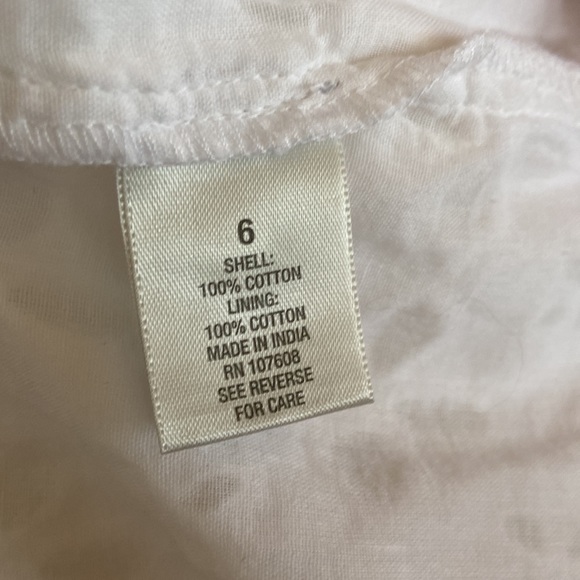 6
SHELL:
100% COTTON
LINING:
100% COTTON
MADE IN INDIA
RN 107608
SEE REVERSE
FOR CARE